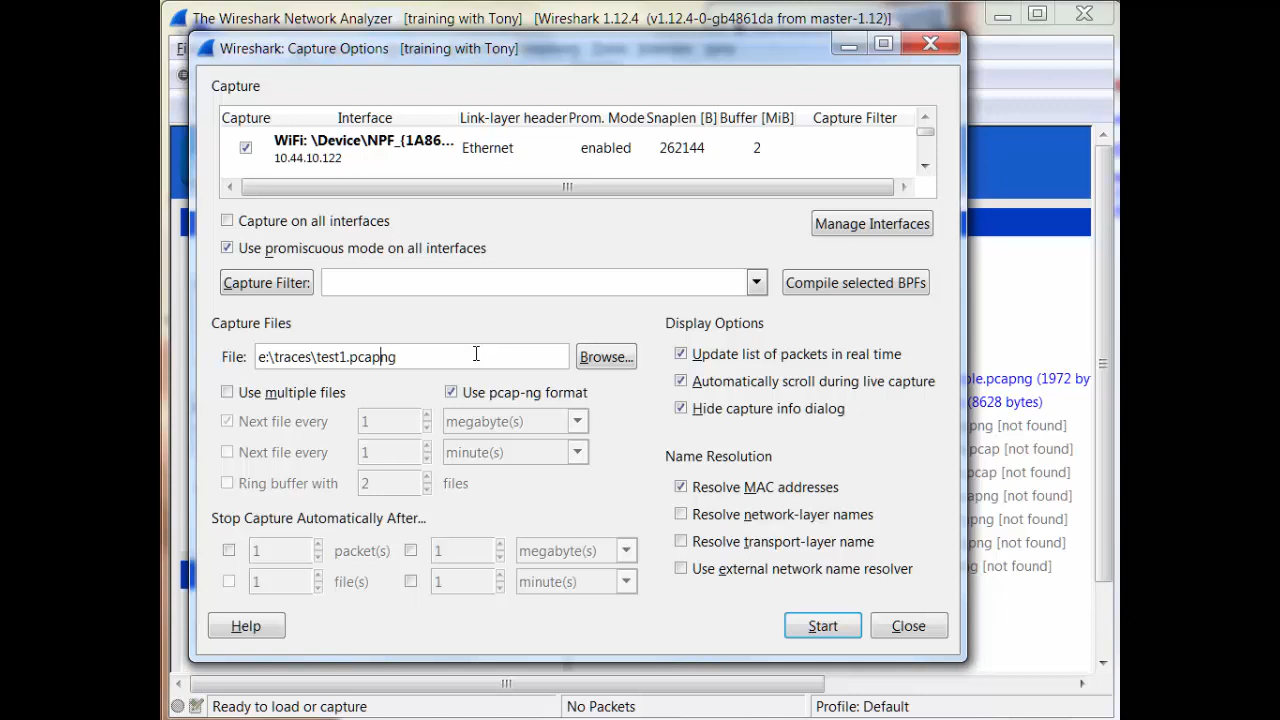 The Wireshark Network Analyzer [training with Tony] [Wireshark 1.12.4 (v1.12.4-0-gb4861da from master-1.12)]
Wireshark: Capture Options [training with Tony]
Capture
Capture Interface Link-layer header Prom. Mode Snaplen [B] Buffer [MiB] Capture Filter
WiFi: \Device\NPF_{1A86...
10.44.10.122
Ethernet enabled 262144 2
Capture on all interfaces
Manage Interfaces
Use promiscuous mode on all interfaces
Capture Filter:
Compile selected BPFs
Capture Files
File: e:\traces\test1.pcapng
Browse...
Use multiple files
Use pcap-ng format
Next file every 1 megabyte(s)
Next file every 1 minute(s)
Ring buffer with 2 files
Stop Capture Automatically After...
1 packet(s) 1 megabyte(s)
1 file(s) 1 minute(s)
Display Options
Update list of packets in real time
Automatically scroll during live capture
Hide capture info dialog
Name Resolution
Resolve MAC addresses
Resolve network-layer names
Resolve transport-layer name
Use external network name resolver
Help
Start
Close
ple.pcapng (1972 by
(8628 bytes)
png [not found]
pcap [not found]
apng [not found]
png [not found]
png [not found]
ng [not found]
Ready to load or capture
No Packets
Profile: Default